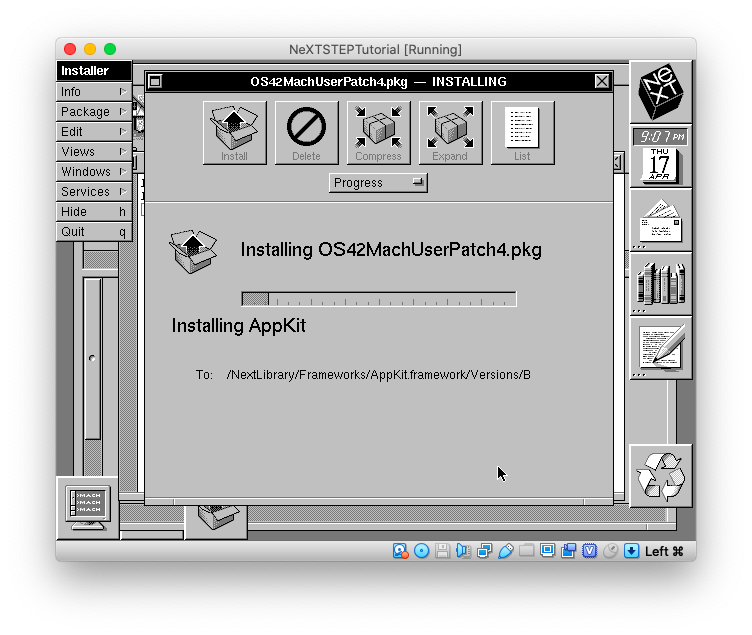 NeXTSTEPTutorial [Running]
Installer
Info
Package
Edit
Views
Windows
Services
Hide h
Quit q
OS42MachUserPatch4.pkg — INSTALLING
Install
Delete
Compress
Expand
List
Progress
Installing OS42MachUserPatch4.pkg
Installing AppKit
To: /NextLibrary/Frameworks/AppKit.framework/Versions/B
NeXT
9:07 PM
THU
17
APR
MACH
MACH
MACH
V
Left ⌘